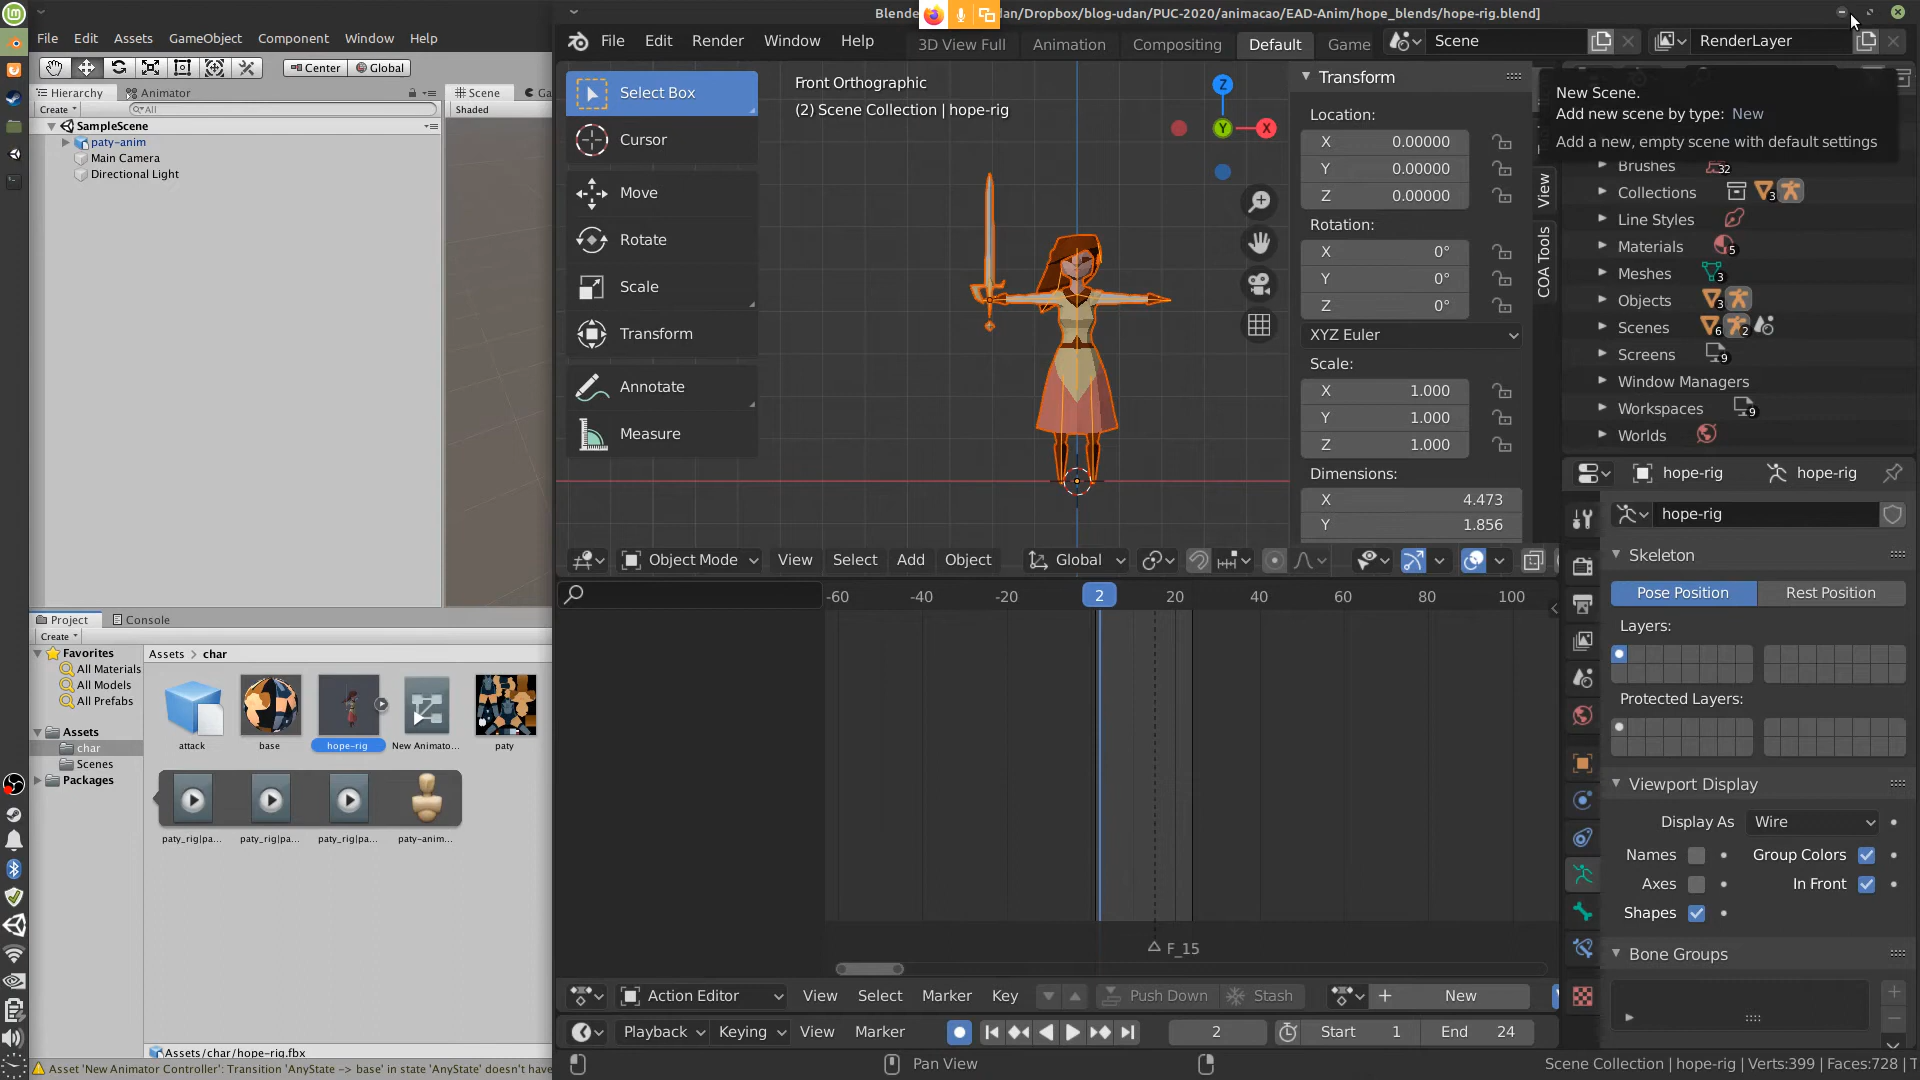 File Edit Assets GameObject Component Blender Window Help
Center Global
Hierarchy Animator Scene
Create All Shaded
SampleScene
paty-anim
Main Camera
Directional Light
dan/Dropbox/blog-udan/PUC-2020/animacao/EAD-Anim/hope_blends/hope-rig.blend]
File Edit Render Window Help 3D View Full Animation Compositing Default Game Scene RenderLayer
Select Box
Cursor
Move
Rotate
Scale
Transform
Annotate
Measure
Front Orthographic
(2) Scene Collection | hope-rig
Z
Y X
Transform
Location:
X 0.00000
Y 0.00000
Z 0.00000
Rotation:
X 0°
Y 0°
Z 0°
XYZ Euler
Scale:
X 1.000
Y 1.000
Z 1.000
Dimensions:
X 4.473
Y 1.856
View
COA Tools
New Scene.
Add new scene by type: New
Add a new, empty scene with default settings
Brushes 32
Collections 3
Line Styles
Materials 5
Meshes 3
Objects 3
Scenes 6 2
Screens 9
Window Managers
Workspaces 9
Worlds
Object Mode View Select Add Object Global
-60 -40 -20 2 20 40 60 80 100
F_15
Action Editor View Select Marker Key Push Down Stash New
Playback Keying View Marker 2 Start 1 End 24
Pan View
Scene Collection | hope-rig | Verts:399 | Faces:728 | T
hope-rig hope-rig
hope-rig
Skeleton
Pose Position Rest Position
Layers:
Protected Layers:
Viewport Display
Display As Wire
Names Group Colors
Axes In Front
Shapes
Bone Groups
Project Console
Create
Favorites
All Materials
All Models
All Prefabs
Assets
char
Scenes
Packages
Assets > char
attack base hope-rig New Animato... paty
paty_rig|pa... paty_rig|pa... paty_rig|pa... paty-anim...
Assets/char/hope-rig.fbx
Asset 'New Animator Controller': Transition 'AnyState -> base' in state 'AnyState' doesn't have